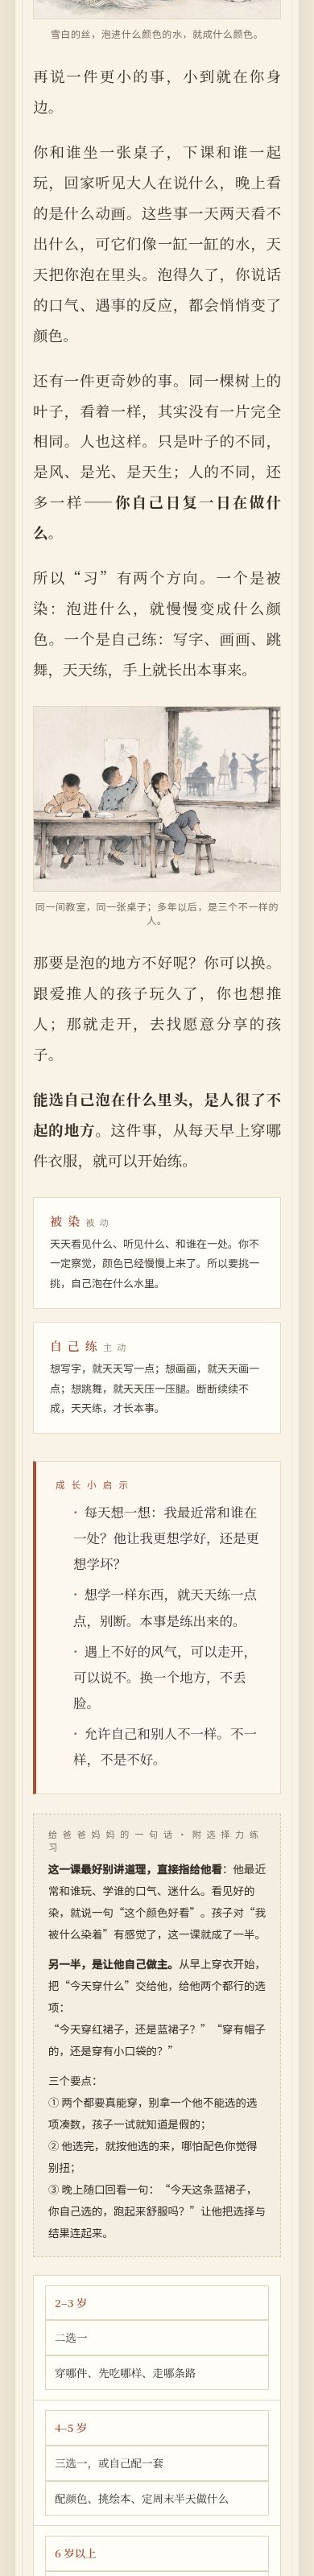 雪白的丝，泡进什么颜色的水，就成什么颜色。
再说一件更小的事，小到就在你身
边。
你和谁坐一张桌子，下课和谁一起
玩，回家听见大人在说什么，晚上看
的是什么动画。这些事一天两天看不
出什么，可它们像一缸一缸的水，天
天把你泡在里头。泡得久了，你说话
的口气、遇事的反应，都会悄悄变了
颜色。
还有一件更奇妙的事。同一棵树上的
叶子，看着一样，其实没有一片完全
相同。人也这样。只是叶子的不同，
是风、是光、是天生；人的不同，还
多一样——你自己日复一日在做什
么。
所以“习”有两个方向。一个是被
染：泡进什么，就慢慢变成什么颜
色。一个是自己练：写字、画画、跳
舞，天天练，手上就长出本事来。
同一间教室，同一张桌子；多年以后，是三个不一样的
人。
那要是泡的地方不好呢？你可以换。
跟爱推人的孩子玩久了，你也想推
人；那就走开，去找愿意分享的孩
子。
能选自己泡在什么里头，是人很了不
起的地方。这件事，从每天早上穿哪
件衣服，就可以开始练。
被染 被动
天天看见什么、听见什么、和谁在一处。你不
一定察觉，颜色已经慢慢上来了。所以要挑一
挑，自己泡在什么水里。
自己练 主动
想写字，就天天写一点；想画画，就天天画一
点；想跳舞，就天天压一压腿。断断续续不
成，天天练，才长本事。
成长小启示
· 每天想一想：我最近常和谁在
一处？他让我更想学好，还是更
想学坏？
· 想学一样东西，就天天练一点
点，别断。本事是练出来的。
· 遇上不好的风气，可以走开，
可以说不。换一个地方，不丢
脸。
· 允许自己和别人不一样。不一
样，不是不好。
给爸爸妈妈的一句话 · 附选择力练
习
这一课最好别讲道理，直接指给他看：他最近
常和谁玩、学谁的口气、迷什么。看见好的
染，就说一句“这个颜色好看”。孩子对“我
被什么染着”有感觉了，这一课就成了一半。
另一半，是让他自己做主。从早上穿衣开始，
把“今天穿什么”交给他，给他两个都行的选
项：
“今天穿红裙子，还是蓝裙子？”“穿有帽子
的，还是穿有小口袋的？”
三个要点：
① 两个都要真能穿，别拿一个他不能选的选
项凑数，孩子一试就知道是假的；
② 他选完，就按他选的来，哪怕配色你觉得
别扭；
③ 晚上随口回看一句：“今天这条蓝裙子，
你自己选的，跑起来舒服吗？”让他把选择与
结果连起来。
2–3 岁
二选一
穿哪件、先吃哪样、走哪条路
4–5 岁
三选一，或自己配一套
配颜色、挑绘本、定周末半天做什么
6 岁以上